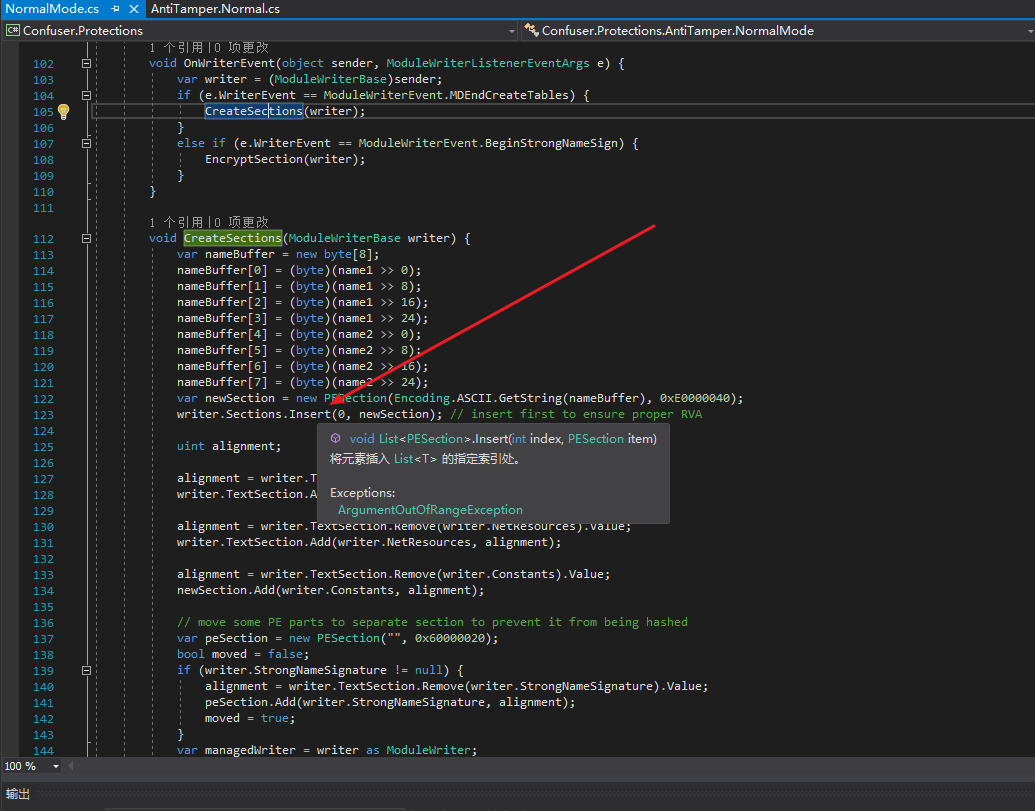 NormalMode.cs AntiTamper.Normal.cs
Confuser.Protections Confuser.Protections.AntiTamper.NormalMode
1 个引用|0 项更改
102 void OnWriterEvent(object sender, ModuleWriterListenerEventArgs e) {
103 var writer = (ModuleWriterBase)sender;
104 if (e.WriterEvent == ModuleWriterEvent.MDEndCreateTables) {
105 CreateSections(writer);
106 }
107 else if (e.WriterEvent == ModuleWriterEvent.BeginStrongNameSign) {
108 EncryptSection(writer);
109 }
110 }
111
1 个引用|0 项更改
112 void CreateSections(ModuleWriterBase writer) {
113 var nameBuffer = new byte[8];
114 nameBuffer[0] = (byte)(name1 >> 0);
115 nameBuffer[1] = (byte)(name1 >> 8);
116 nameBuffer[2] = (byte)(name1 >> 16);
117 nameBuffer[3] = (byte)(name1 >> 24);
118 nameBuffer[4] = (byte)(name2 >> 0);
119 nameBuffer[5] = (byte)(name2 >> 8);
120 nameBuffer[6] = (byte)(name2 >> 16);
121 nameBuffer[7] = (byte)(name2 >> 24);
122 var newSection = new PESection(Encoding.ASCII.GetString(nameBuffer), 0xE0000040);
123 writer.Sections.Insert(0, newSection); // insert first to ensure proper RVA
124
void List<PESection>.Insert(int index, PESection item)
将元素插入 List<T> 的指定索引处。
Exceptions:
ArgumentOutOfRangeException
125 uint alignment;
126
127 alignment = writer.T
128 writer.TextSection.A
129
130 alignment = writer.TextSection.Remove(writer.NetResources).Value;
131 writer.TextSection.Add(writer.NetResources, alignment);
132
133 alignment = writer.TextSection.Remove(writer.Constants).Value;
134 newSection.Add(writer.Constants, alignment);
135
136 // move some PE parts to separate section to prevent it from being hashed
137 var peSection = new PESection("", 0x60000020);
138 bool moved = false;
139 if (writer.StrongNameSignature != null) {
140 alignment = writer.TextSection.Remove(writer.StrongNameSignature).Value;
141 peSection.Add(writer.StrongNameSignature, alignment);
142 moved = true;
143 }
144 var managedWriter = writer as ModuleWriter;
100 %
输出